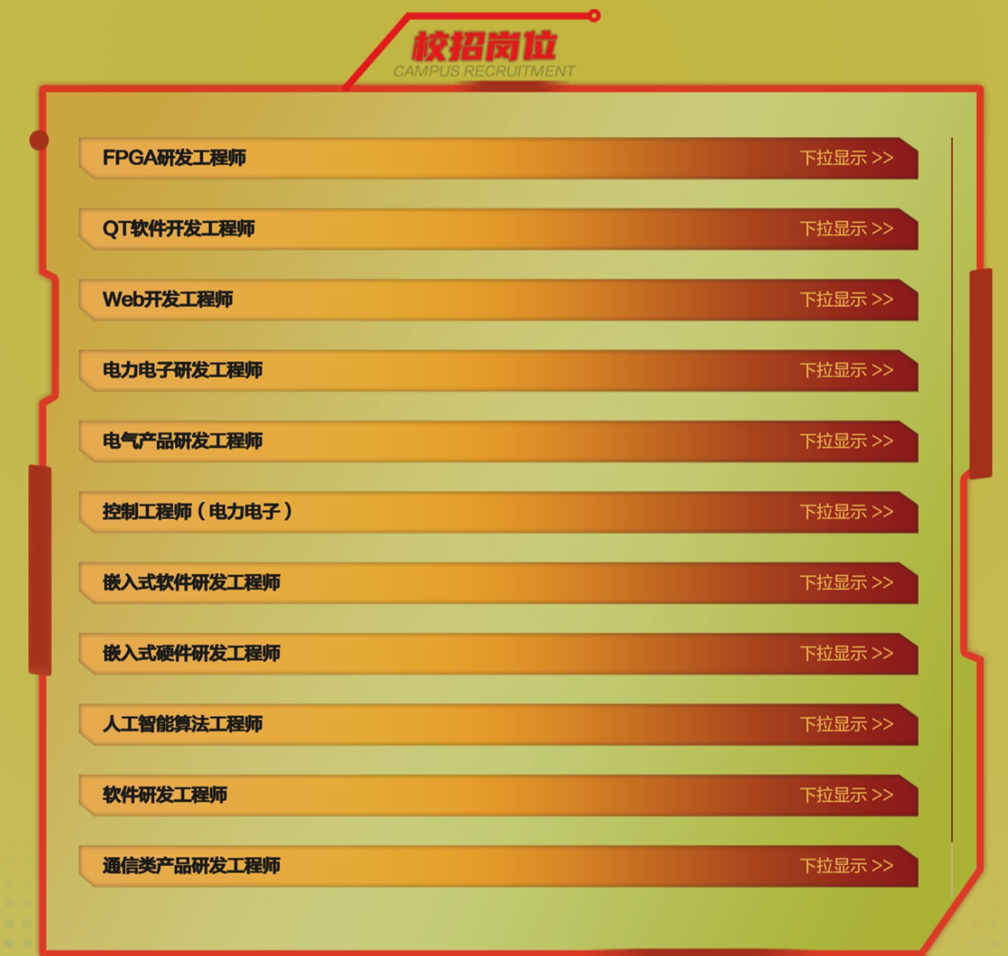 校招岗位
CAMPUS RECRUITMENT
FPGA研发工程师 下拉显示 >>
QT软件开发工程师 下拉显示 >>
Web开发工程师 下拉显示 >>
电力电子研发工程师 下拉显示 >>
电气产品研发工程师 下拉显示 >>
控制工程师（电力电子） 下拉显示 >>
嵌入式软件研发工程师 下拉显示 >>
嵌入式硬件研发工程师 下拉显示 >>
人工智能算法工程师 下拉显示 >>
软件研发工程师 下拉显示 >>
通信类产品研发工程师 下拉显示 >>